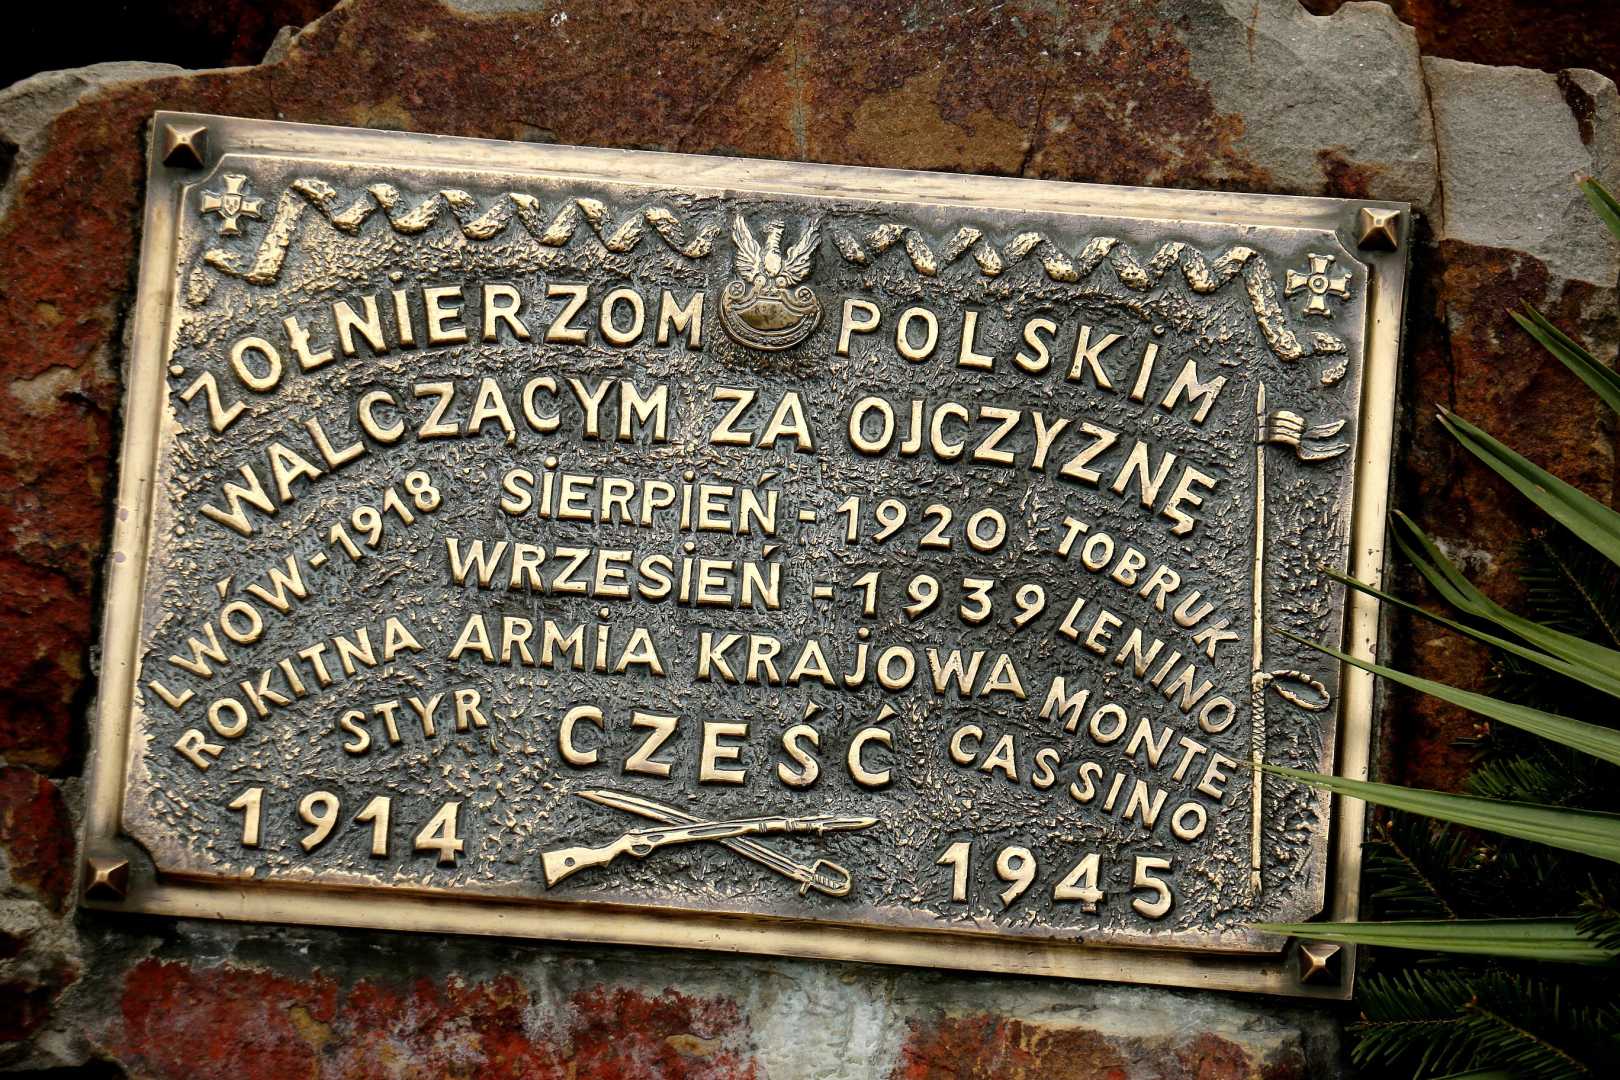 ŻOŁNIERZOM POLSKIM
WALCZĄCYM ZA OJCZYZNĘ
LWÓW-1918 SIERPIEŃ-1920 TOBRUK
WRZESIEŃ-1939 LENINO
ROKITNA ARMIA KRAJOWA MONTE
STYR CZEŚĆ CASSINO
1914 1945